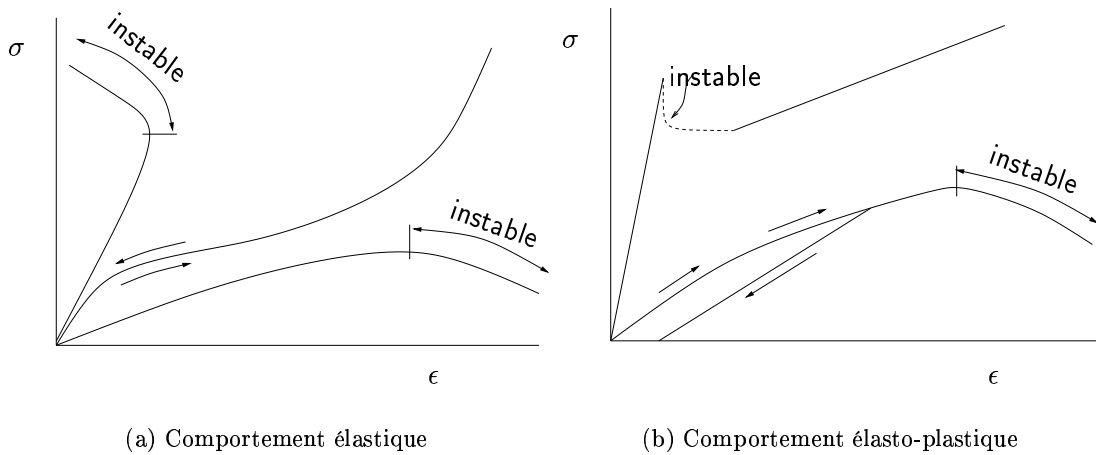 σ
instable
instable
ϵ
(a) Comportement élastique
σ
instable
instable
ϵ
(b) Comportement élasto-plastique